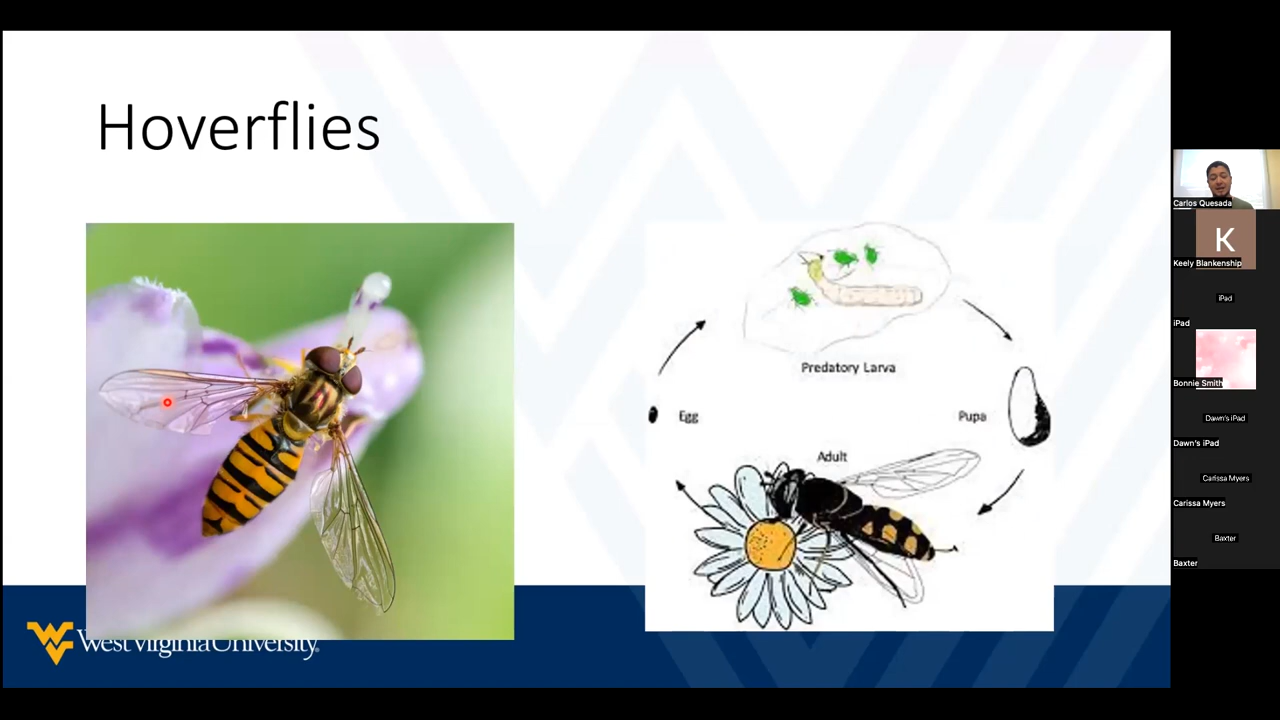 Hoverflies
Predatory Larva
Egg
Pupa
Adult
West Virginia University.
Carlos Quesada
K
Keely Blankenship
iPad
iPad
Bonnie Smith
Dawn's iPad
Dawn's iPad
Carissa Myers
Carissa Myers
Baxter
Baxter